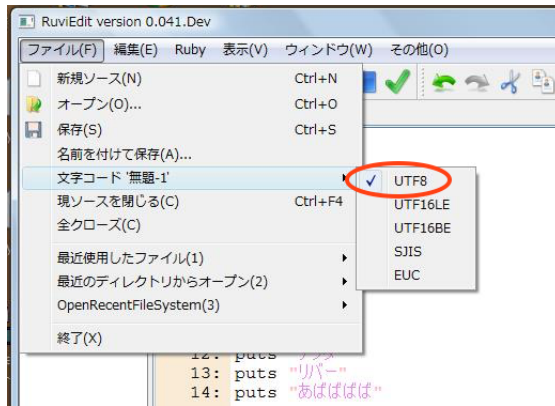 RuviEdit version 0.041.Dev
ファイル(F) 編集(E) Ruby 表示(V) ウィンドウ(W) その他(O)
新規ソース(N) Ctrl+N
オープン(O)... Ctrl+O
保存(S) Ctrl+S
名前を付けて保存(A)...
文字コード '無題-1'
✓ UTF8
UTF16LE
UTF16BE
SJIS
EUC
現ソースを閉じる(C) Ctrl+F4
全クローズ(C)
最近使用したファイル(1)
最近のディレクトリからオープン(2)
OpenRecentFileSystem(3)
終了(X)
12: puts
13: puts "リバー"
14: puts "あばばばば"